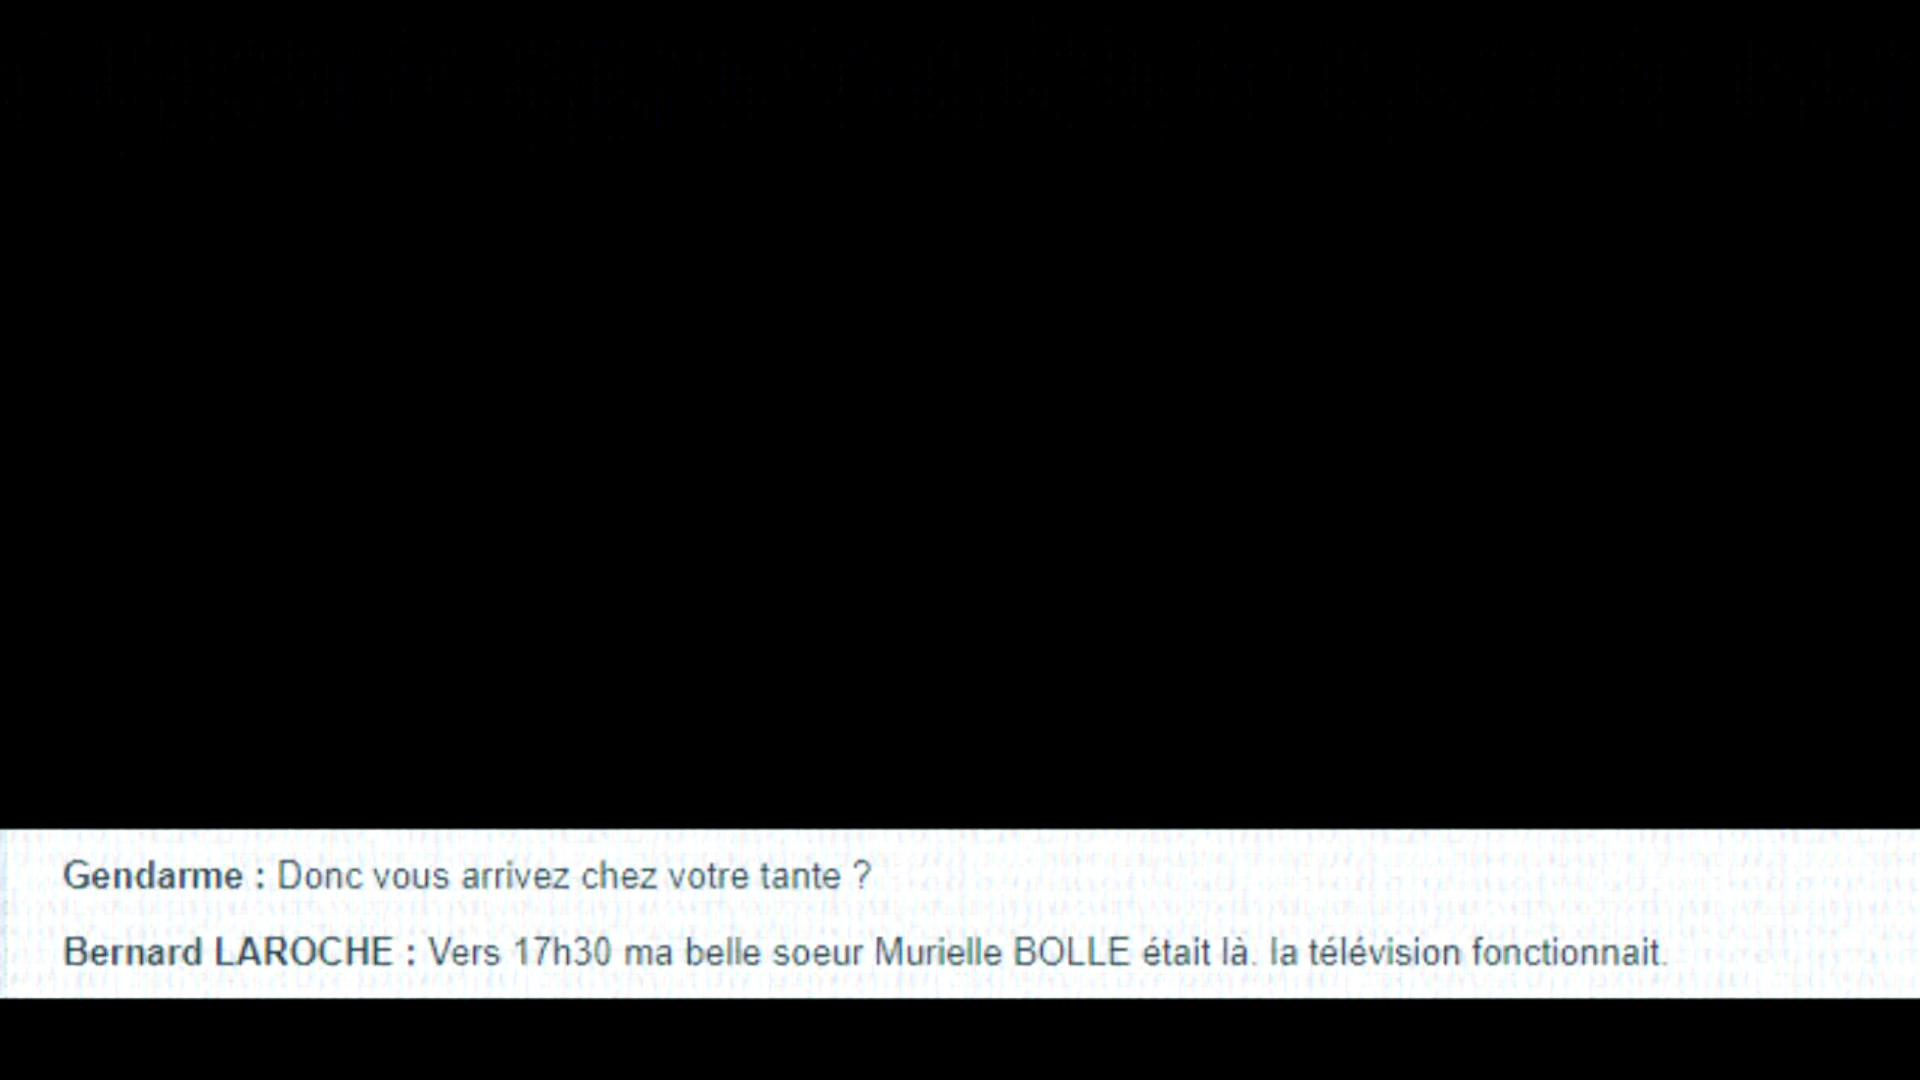 Gendarme : Donc vous arrivez chez votre tante ?
Bernard LAROCHE : Vers 17h30 ma belle soeur Murielle BOLLE était là. la télévision fonctionnait.